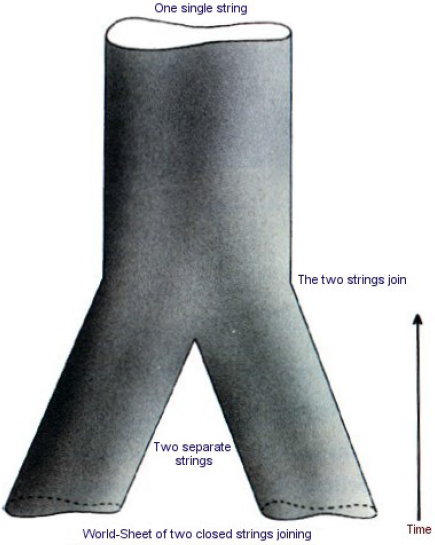 One single string
The two strings join
Two separate
strings
Time
World-Sheet of two closed strings joining